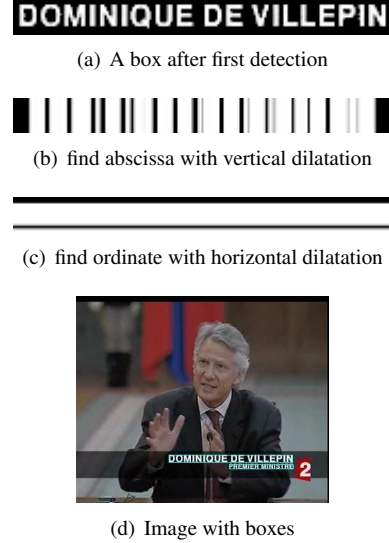 DOMINIQUE DE VILLEPIN
(a) A box after first detection
(b) find abscissa with vertical dilatation
(c) find ordinate with horizontal dilatation
DOMINIQUE DE VILLEPIN
PREMIER MINISTRE
2
(d) Image with boxes